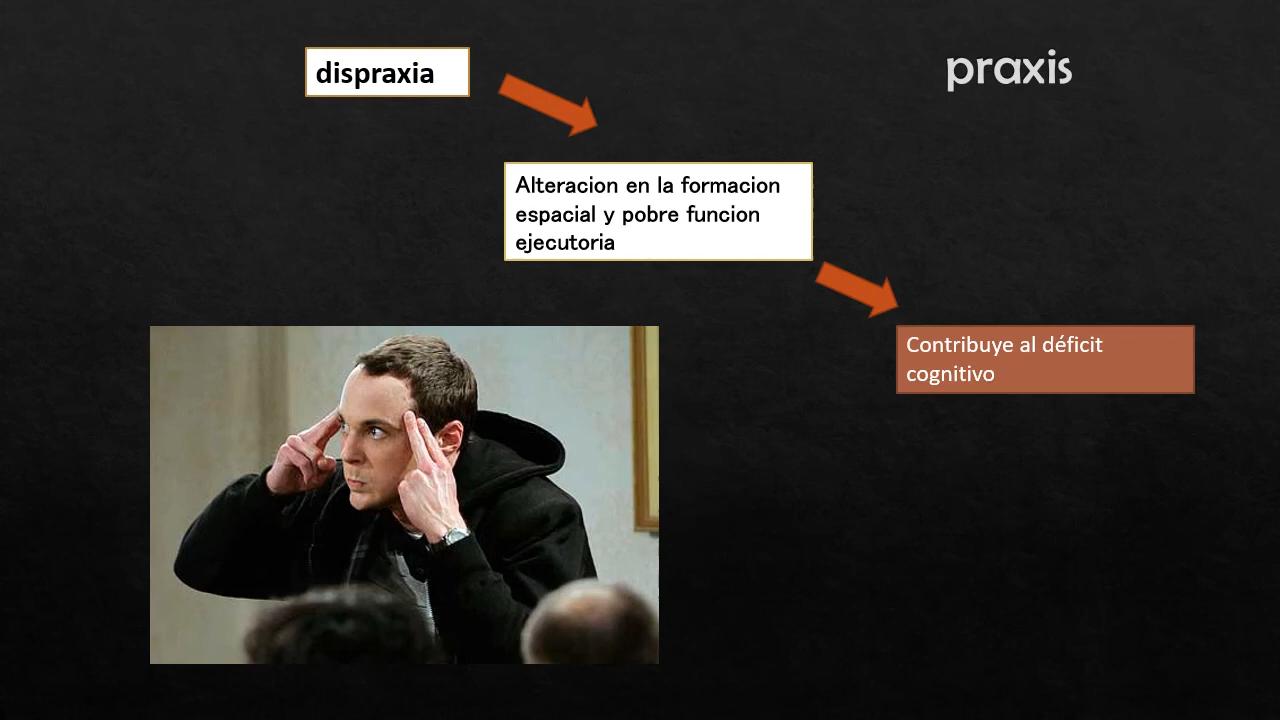 dispraxia
praxis
Alteracion en la formacion
espacial y pobre funcion
ejecutoria
Contribuye al déficit
cognitivo